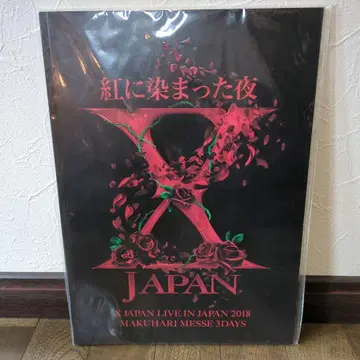 紅に染まった夜
X
JAPAN
X JAPAN LIVE IN JAPAN 2018
MAKUHARI MESSE 3DAYS